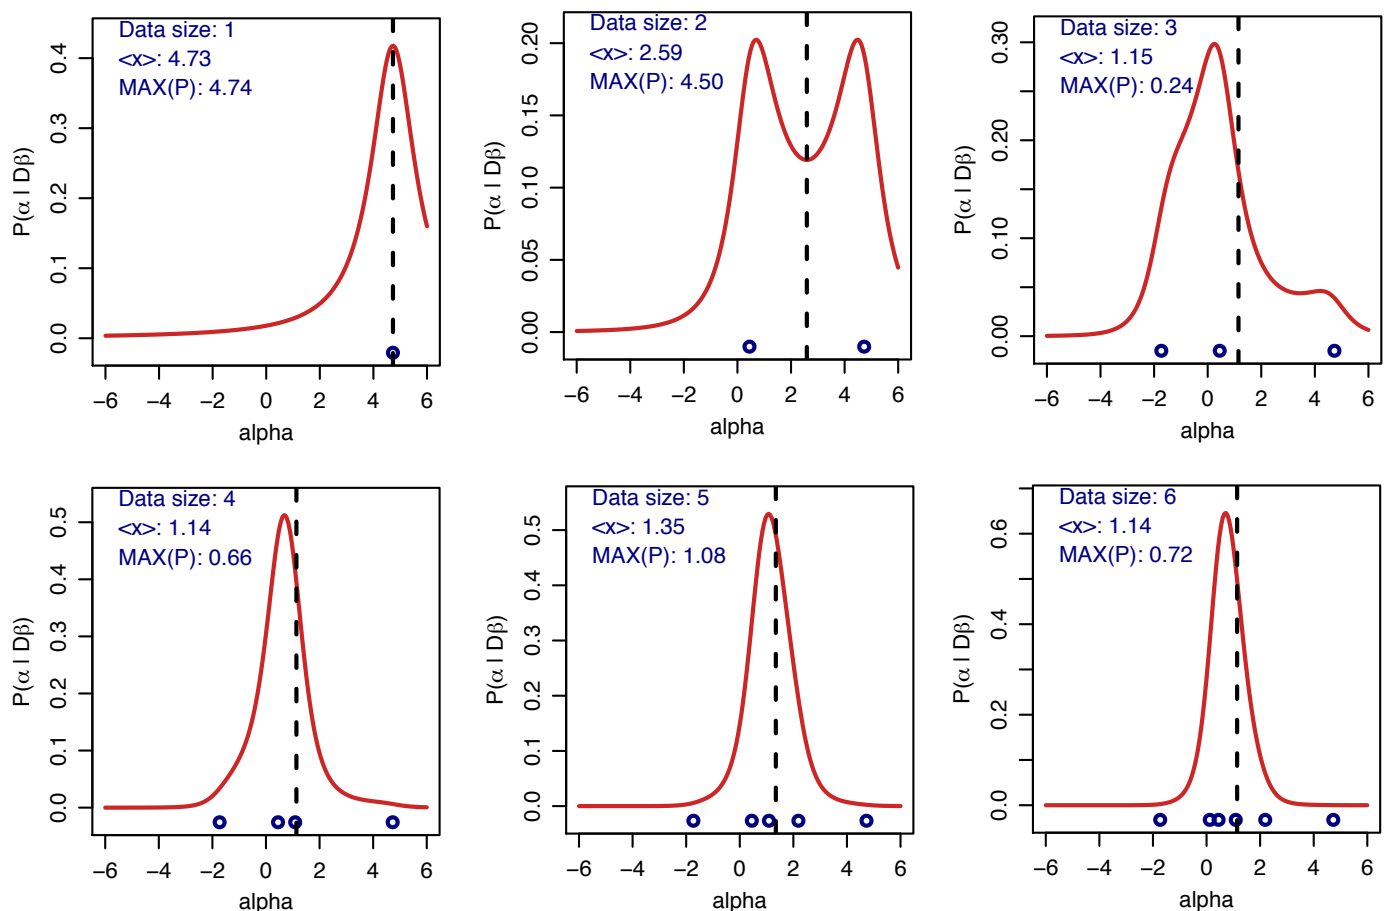 Data size: 1
<x>: 4.73
MAX(P): 4.74
P(α | Dβ)
0.4
0.3
0.2
0.1
0.0
−6 −4 −2 0 2 4 6
alpha
Data size: 2
<x>: 2.59
MAX(P): 4.50
P(α | Dβ)
0.20
0.15
0.10
0.05
0.00
−6 −4 −2 0 2 4 6
alpha
Data size: 3
<x>: 1.15
MAX(P): 0.24
P(α | Dβ)
0.30
0.20
0.10
0.00
−6 −4 −2 0 2 4 6
alpha
Data size: 4
<x>: 1.14
MAX(P): 0.66
P(α | Dβ)
0.5
0.4
0.3
0.2
0.1
0.0
−6 −4 −2 0 2 4 6
alpha
Data size: 5
<x>: 1.35
MAX(P): 1.08
P(α | Dβ)
0.5
0.4
0.3
0.2
0.1
0.0
−6 −4 −2 0 2 4 6
alpha
Data size: 6
<x>: 1.14
MAX(P): 0.72
P(α | Dβ)
0.6
0.4
0.2
0.0
−6 −4 −2 0 2 4 6
alpha